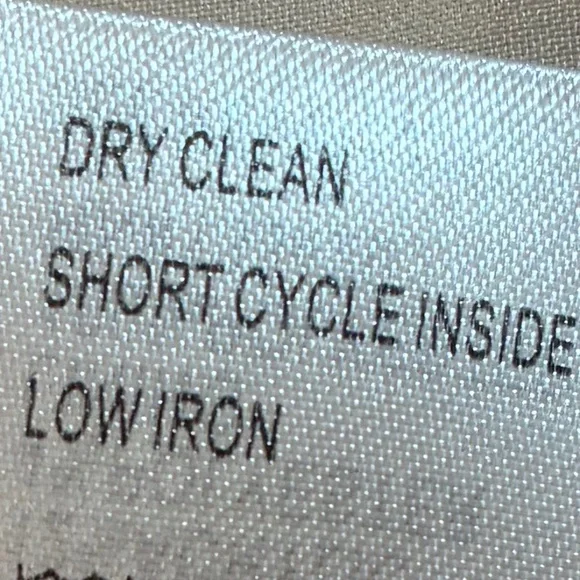 DRY CLEAN
SHORT CYCLE INSIDE
LOW IRON